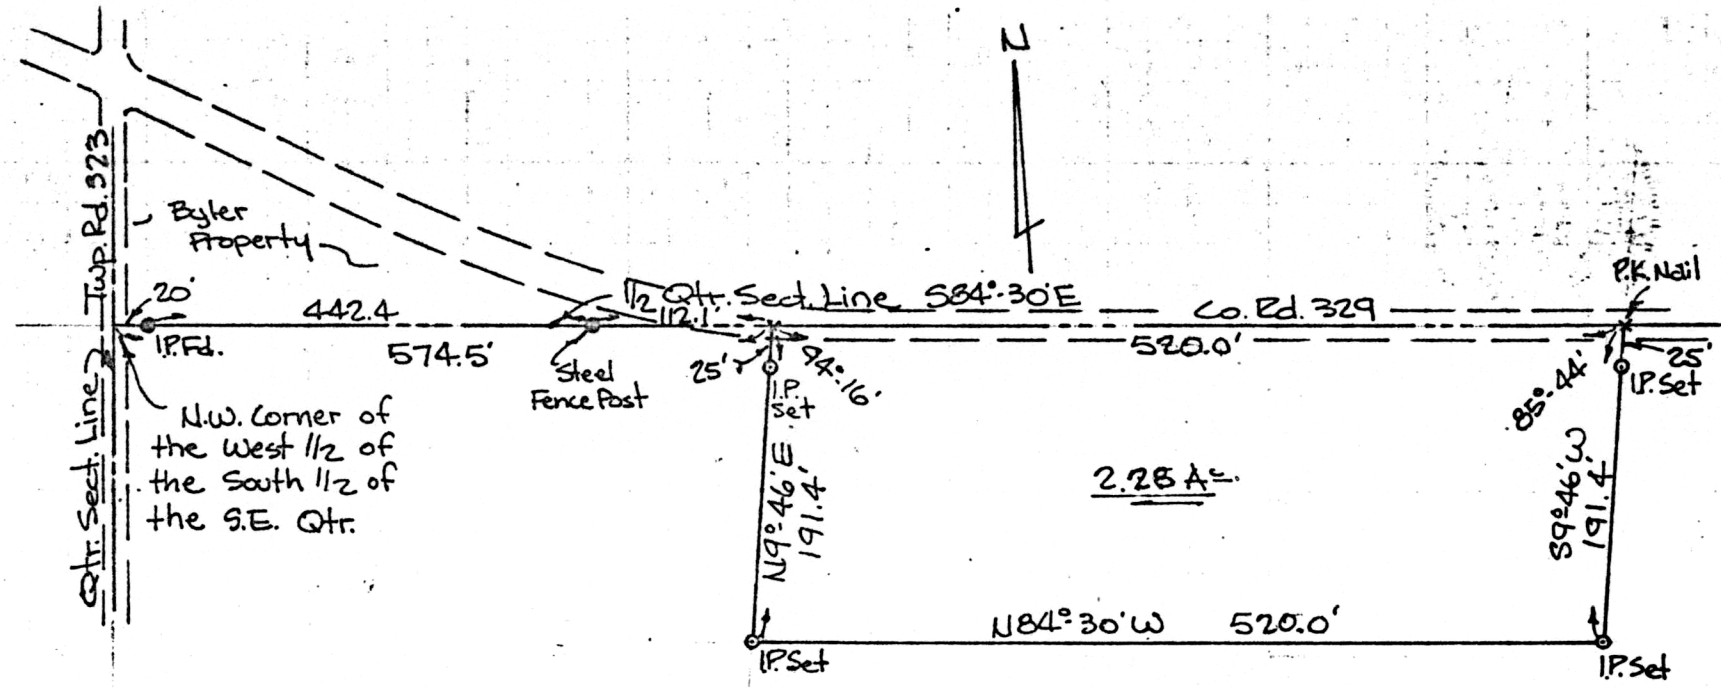 N
Twp. Rd. 323
Byler
Property
P.K. Nail
20'
442.4
1/2 Qtr. Sect. Line S84°-30'E
112.1'
Co. Rd. 329
I.P. Fd.
574.5'
520.0'
25'
94°-16'
25'
Steel
Fence Post
I.P.
Set
85°-44'
I.P. Set
Qtr. Sect. Line
N.W. Corner of
the West 1/2 of
the South 1/2 of
the S.E. Qtr.
N9°-46'E
191.4'
2.28 Ac.
S9°-46'W
191.4'
N84°-30'W 520.0'
I.P. Set
I.P. Set